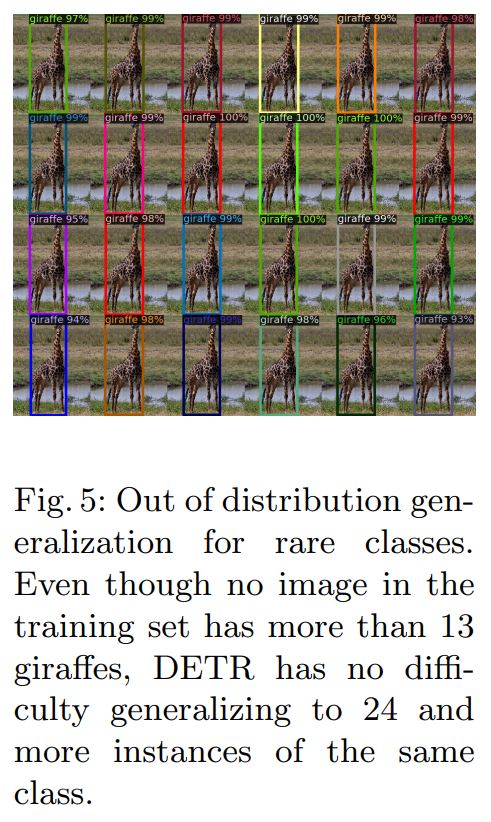 giraffe 97% giraffe 99% giraffe 99% giraffe 99% giraffe 99% giraffe 98%
giraffe 99% giraffe 99% giraffe 100% giraffe 100% giraffe 100% giraffe 99%
giraffe 95% giraffe 98% giraffe 99% giraffe 100% giraffe 99% giraffe 99%
giraffe 94% giraffe 98% giraffe 99% giraffe 98% giraffe 96% giraffe 93%
Fig. 5: Out of distribution gen-
eralization for rare classes.
Even though no image in the
training set has more than 13
giraffes, DETR has no diffi-
culty generalizing to 24 and
more instances of the same
class.